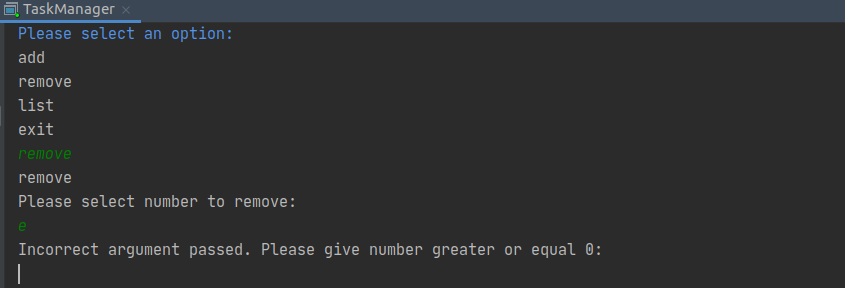 TaskManager
Please select an option:
add
remove
list
exit
remove
remove
Please select number to remove:
e
Incorrect argument passed. Please give number greater or equal 0: